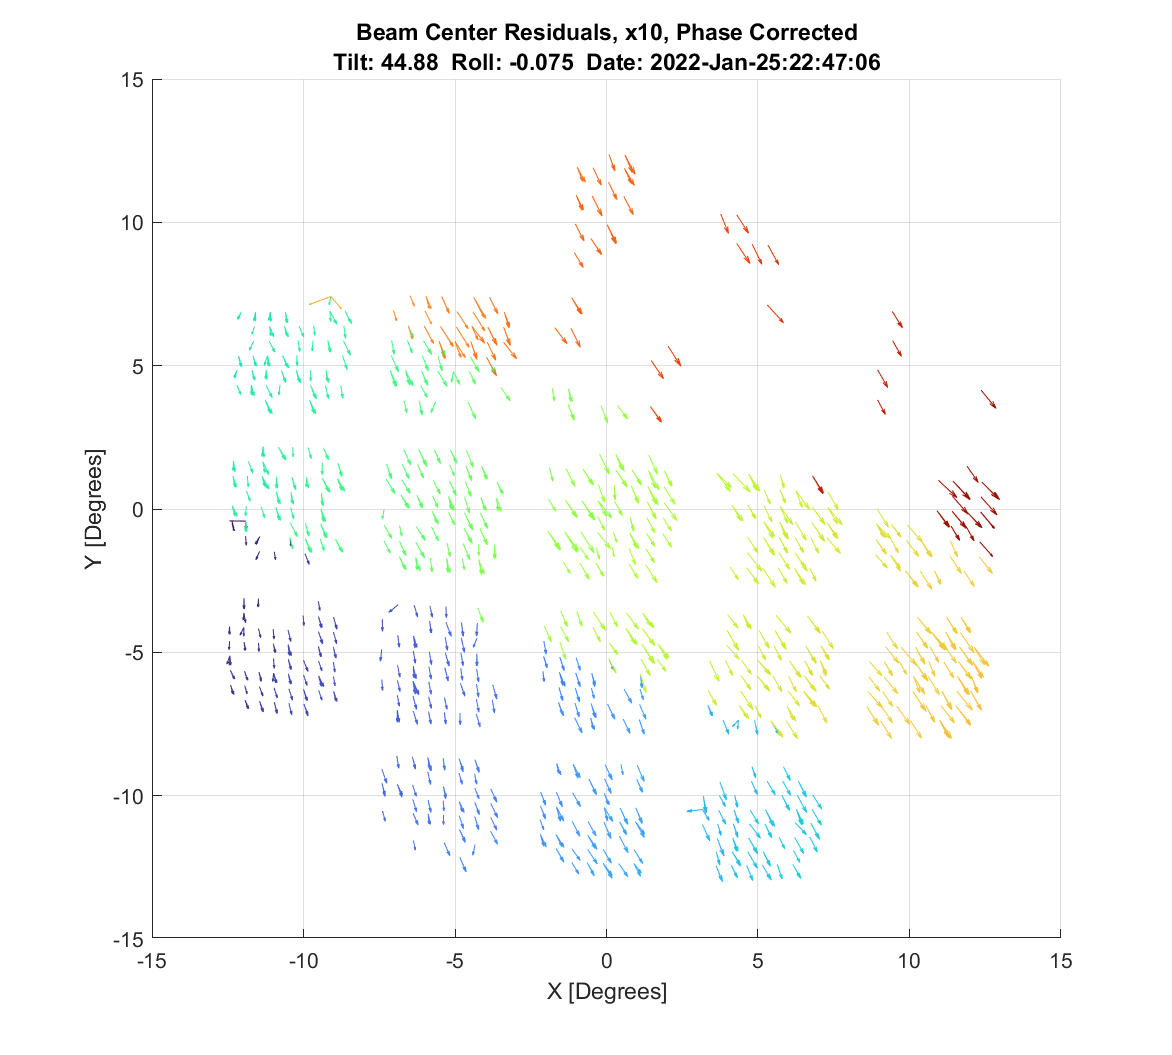 Beam Center Residuals, x10, Phase Corrected
Tilt: 44.88  Roll: -0.075  Date: 2022-Jan-25:22:47:06
15
10
5
0
-5
-10
-15
Y [Degrees]
-15 -10 -5 0 5 10 15
X [Degrees]